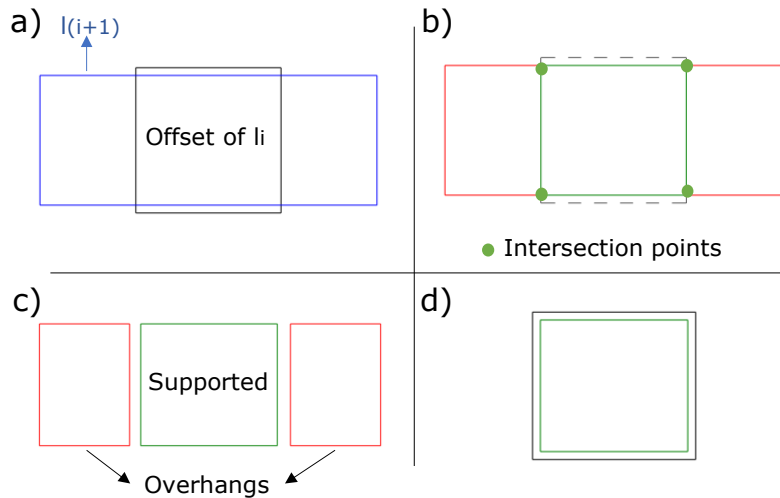 a)
l(i+1)
Offset of li
b)
Intersection points
c)
Supported
Overhangs
d)